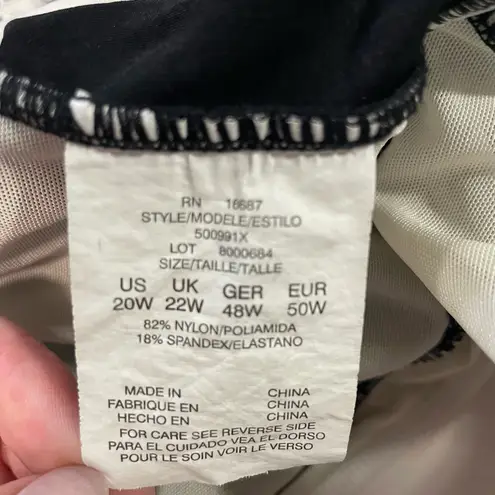 RN 16687
STYLE/MODELE/ESTILO
500991X
LOT 8000684
SIZE/TAILLE/TALLE
US UK GER EUR
20W 22W 48W 50W
82% NYLON/POLIAMIDA
18% SPANDEX/ELASTANO
MADE IN CHINA
FABRIQUE EN CHINA
HECHO EN CHINA
FOR CARE SEE REVERSE SIDE
PARA EL CUIDADO VEA EL DORSO
POUR LE SOIN VOIR LE VERSO